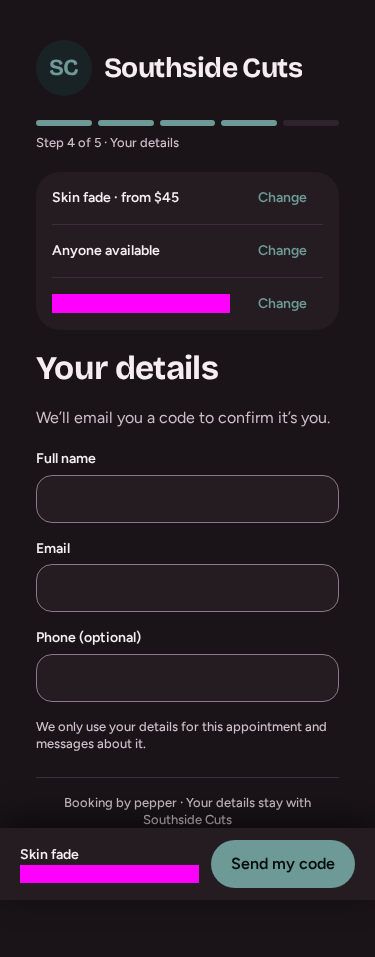 SC
Southside Cuts
Step 4 of 5 · Your details
Skin fade · from $45
Change
Anyone available
Change
Change
Your details
We’ll email you a code to confirm it’s you.
Full name
Email
Phone (optional)
We only use your details for this appointment and
messages about it.
Booking by pepper · Your details stay with
Southside Cuts
Skin fade
Send my code